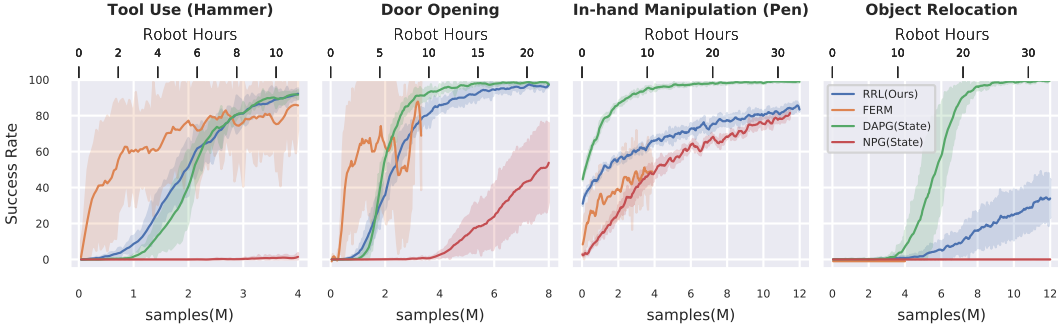 Tool Use (Hammer) Door Opening In-hand Manipulation (Pen) Object Relocation
Robot Hours Robot Hours Robot Hours Robot Hours
0 2 4 6 8 10 0 5 10 15 20 0 10 20 30 0 10 20 30
Success Rate
100
80
60
40
20
0
RRL(Ours)
FERM
DAPG(State)
NPG(State)
0 1 2 3 4 0 2 4 6 8 0 2 4 6 8 10 12 0 2 4 6 8 10 12
samples(M) samples(M) samples(M) samples(M)